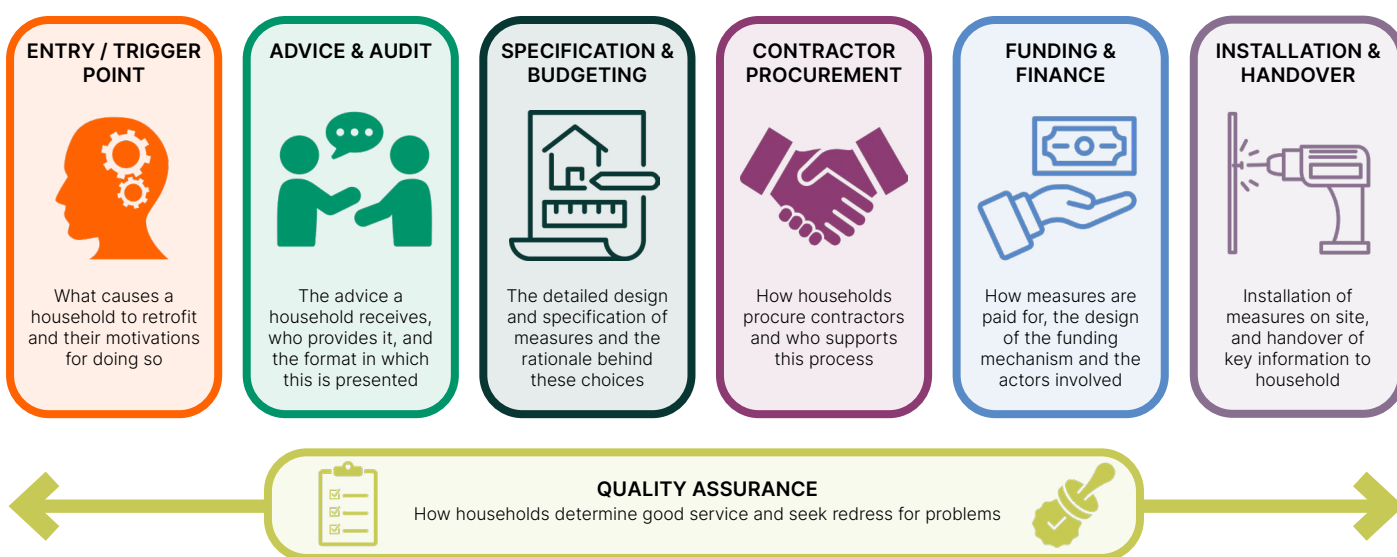 ENTRY / TRIGGER
POINT
What causes a
household to retrofit
and their motivations
for doing so
ADVICE & AUDIT
The advice a
household receives,
who provides it, and
the format in which
this is presented
SPECIFICATION &
BUDGETING
The detailed design
and specification of
measures and the
rationale behind
these choices
CONTRACTOR
PROCUREMENT
How households
procure contractors
and who supports
this process
FUNDING &
FINANCE
How measures are
paid for, the design
of the funding
mechanism and the
actors involved
INSTALLATION &
HANDOVER
Installation of
measures on site,
and handover of
key information to
household
QUALITY ASSURANCE
How households determine good service and seek redress for problems